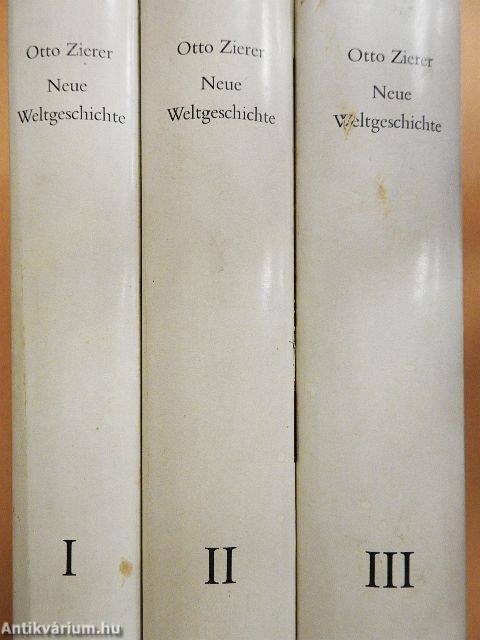 Otto Zierer
Neue
Weltgeschichte
I
Otto Zierer
Neue
Weltgeschichte
II
Otto Zierer
Neue
Weltgeschichte
III
Antikvárium.hu